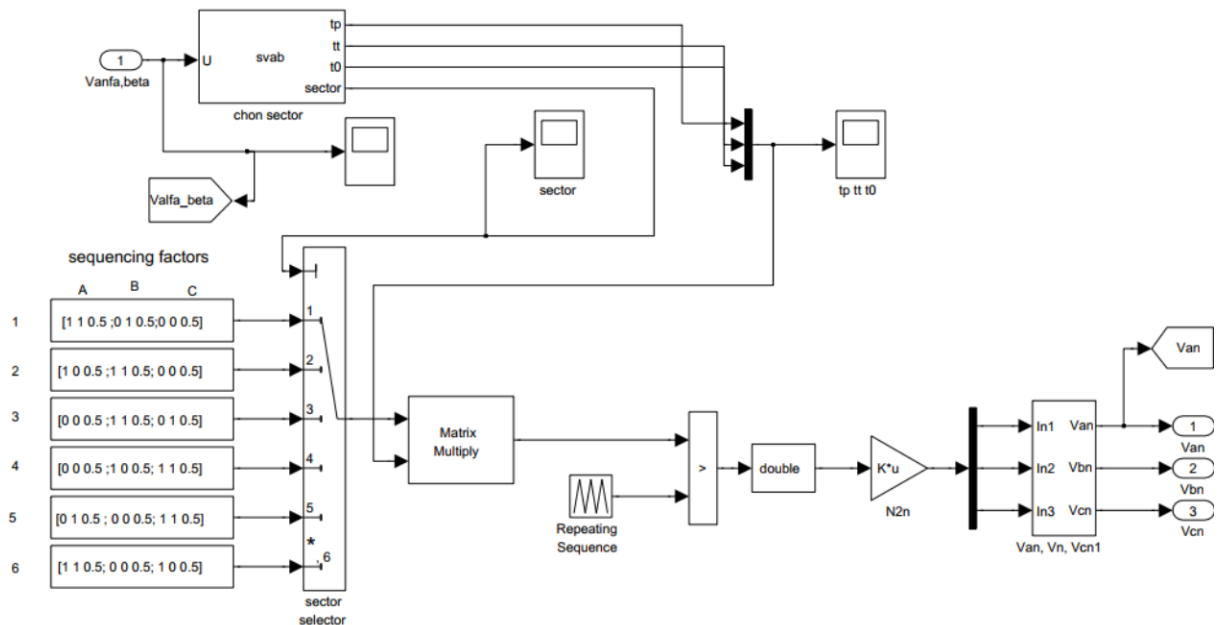 tp
tt
t0
sector
1
Vanfa,beta
U
svab
chon sector
Valfa_beta
sector
tp tt t0
sequencing factors
A B C
1 [1 1 0.5 ;0 1 0.5;0 0 0.5] 1
2 [1 0 0.5 ;1 1 0.5; 0 0 0.5] 2
3 [0 0 0.5 ;1 1 0.5; 0 1 0.5] 3
4 [0 0 0.5 ;1 0 0.5; 1 1 0.5] 4
5 [0 1 0.5 ; 0 0 0.5; 1 1 0.5] 5
6 [1 1 0.5; 0 0 0.5; 1 0 0.5] *, 6
sector
selector
Matrix
Multiply
Repeating
Sequence
>
double
K*u
N2n
In1
In2
In3
Van
Vbn
Vcn
Van, Vn, Vcn1
Van
1
Van
2
Vbn
3
Vcn